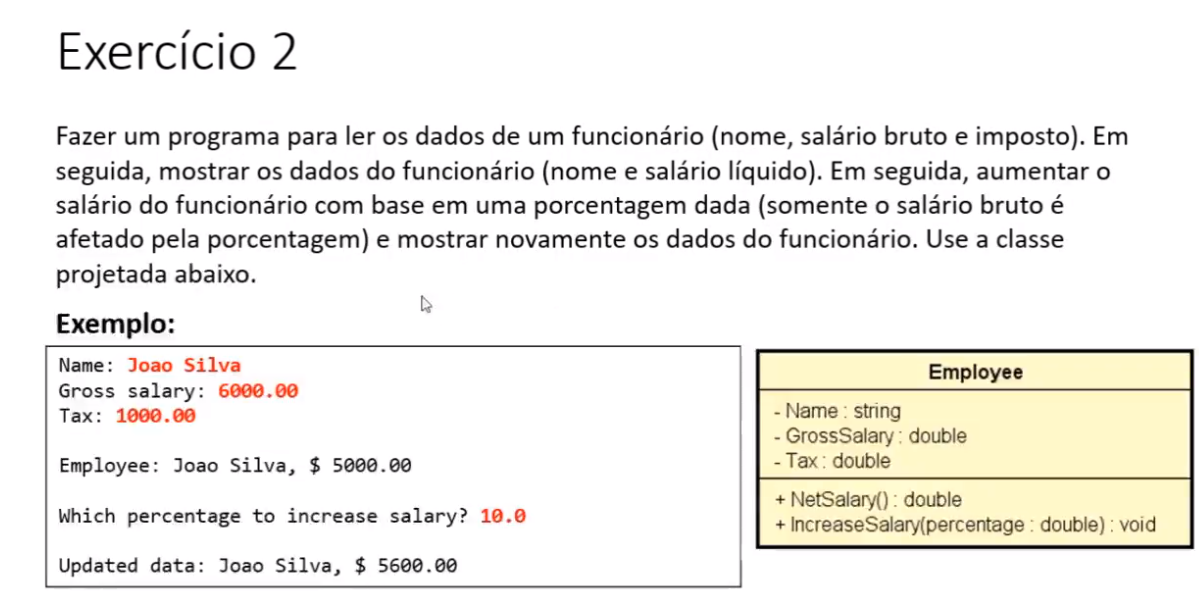 Exercício 2
Fazer um programa para ler os dados de um funcionário (nome, salário bruto e imposto). Em
seguida, mostrar os dados do funcionário (nome e salário líquido). Em seguida, aumentar o
salário do funcionário com base em uma porcentagem dada (somente o salário bruto é
afetado pela porcentagem) e mostrar novamente os dados do funcionário. Use a classe
projetada abaixo.
Exemplo:
Name: Joao Silva
Gross salary: 6000.00
Tax: 1000.00
Employee: Joao Silva, $ 5000.00
Which percentage to increase salary? 10.0
Updated data: Joao Silva, $ 5600.00
Employee
- Name : string
- GrossSalary : double
- Tax : double
+ NetSalary() : double
+ IncreaseSalary(percentage : double) : void